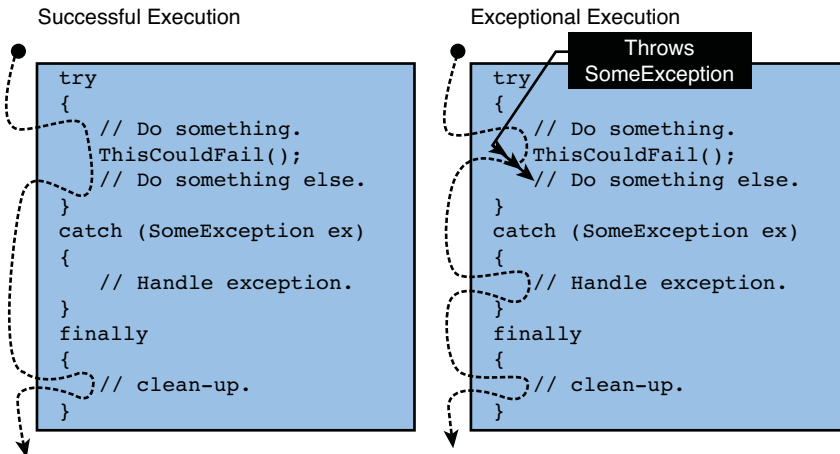 Successful Execution
try
{
// Do something.
ThisCouldFail();
// Do something else.
}
catch (SomeException ex)
{
// Handle exception.
}
finally
{
// clean-up.
}
Exceptional Execution
Throws
SomeException
try
{
// Do something.
ThisCouldFail();
// Do something else.
}
catch (SomeException ex)
{
// Handle exception.
}
finally
{
// clean-up.
}